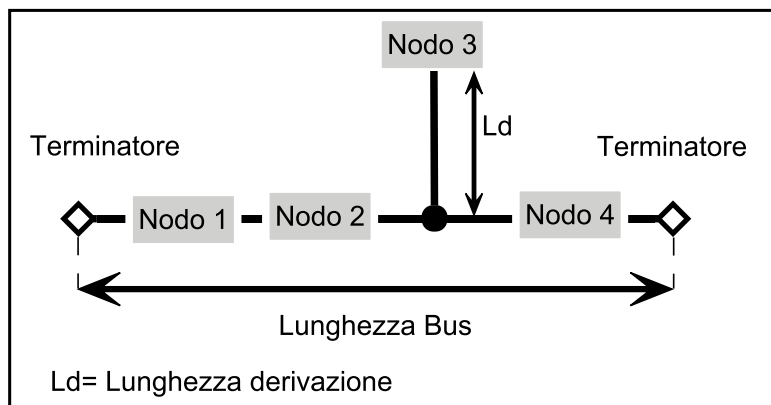 Nodo 3
Ld
Terminatore
Terminatore
Nodo 1
Nodo 2
Nodo 4
Lunghezza Bus
Ld= Lunghezza derivazione